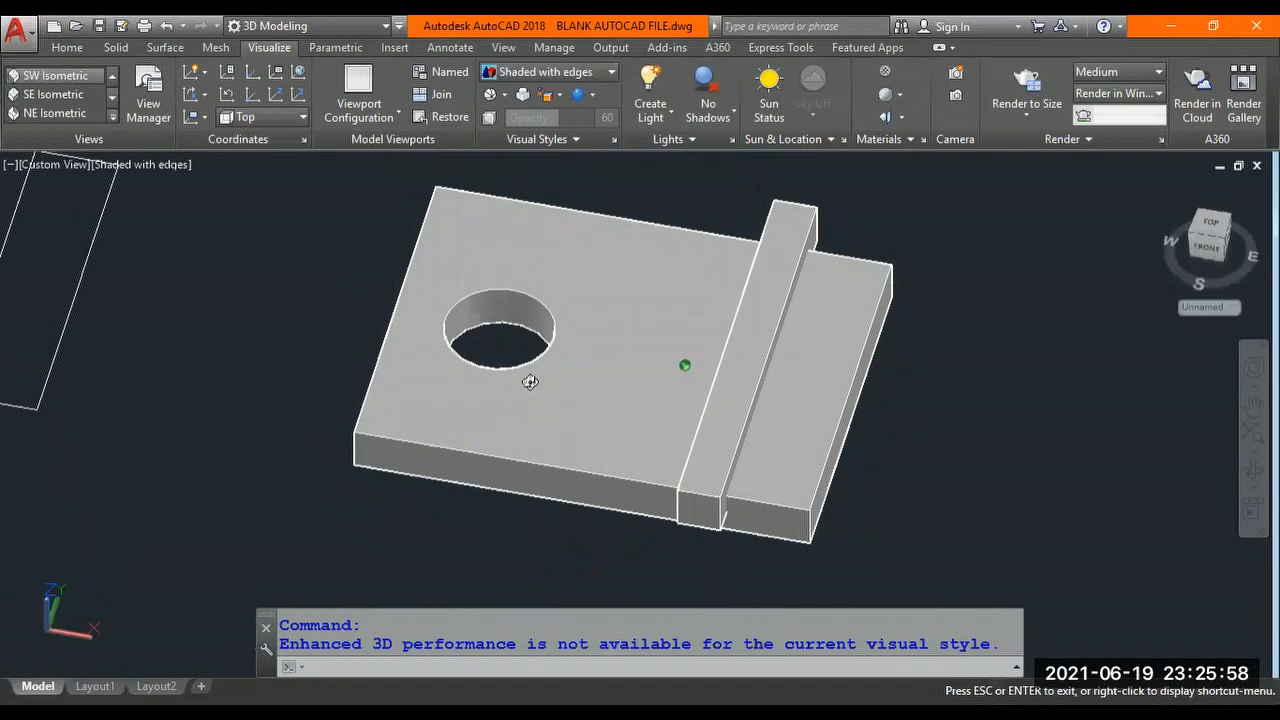 3D Modeling
Autodesk AutoCAD 2018 BLANK AUTOCAD FILE.dwg
Type a keyword or phrase
Sign In
Home Solid Surface Mesh Visualize Parametric Insert Annotate View Manage Output Add-ins A360 Express Tools Featured Apps
SW Isometric
SE Isometric
NE Isometric
View
Manager
Top
Viewport
Configuration
Named
Join
Restore
Shaded with edges
Opacity 60
Create
Light
No
Shadows
Sun
Status
Sky Off
Render to Size
Medium
Render in Win...
Render in
Cloud
Render
Gallery
Views Coordinates Model Viewports Visual Styles Lights Sun & Location Materials Camera Render A360
[−][Custom View][Shaded with edges]
TOP
FRONT
W
E
S
Unnamed
Z
Y
X
Command:
Enhanced 3D performance is not available for the current visual style.
2021-06-19 23:25:58
Model Layout1 Layout2 +
Press ESC or ENTER to exit, or right-click to display shortcut-menu.